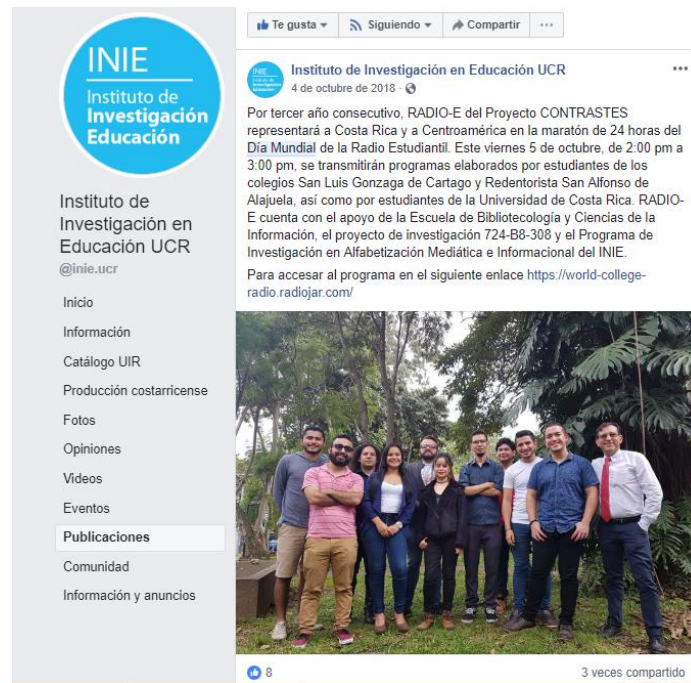 INIE
Instituto de
Investigación
Educación
Instituto de
Investigación en
Educación UCR
@inie.ucr
Inicio
Información
Catálogo UIR
Producción costarricense
Fotos
Opiniones
Videos
Eventos
Publicaciones
Comunidad
Información y anuncios
Te gusta
Siguiendo
Compartir
Instituto de Investigación en Educación UCR
4 de octubre de 2018 ·
Por tercer año consecutivo, RADIO-E del Proyecto CONTRASTES
representará a Costa Rica y a Centroamérica en la maratón de 24 horas del
Día Mundial de la Radio Estudiantil. Este viernes 5 de octubre, de 2:00 pm a
3:00 pm, se transmitirán programas elaborados por estudiantes de los
colegios San Luis Gonzaga de Cartago y Redentorista San Alfonso de
Alajuela, así como por estudiantes de la Universidad de Costa Rica. RADIO-
E cuenta con el apoyo de la Escuela de Bibliotecología y Ciencias de la
Información, el proyecto de investigación 724-B8-308 y el Programa de
Investigación en Alfabetización Mediática e Informacional del INIE.
Para accesar al programa en el siguiente enlace https://world-college-
radio.radiojar.com/
8
3 veces compartido